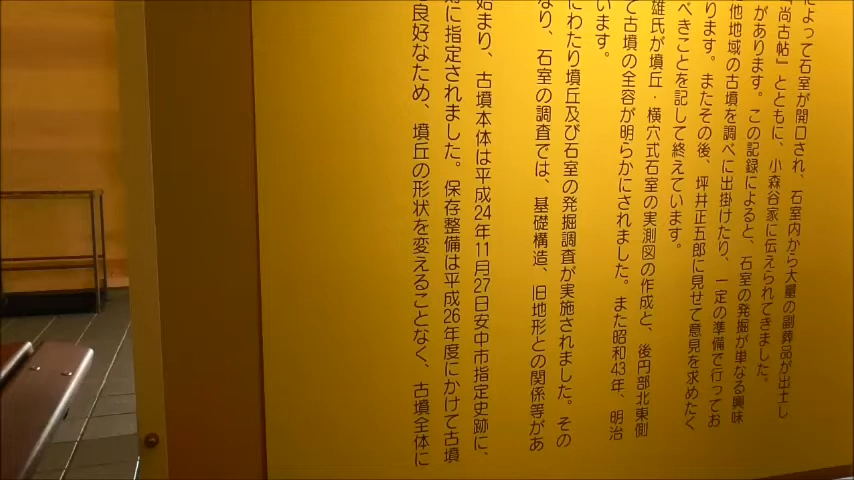 によって石室が開口され、石室内から大量の副葬品が出土し
尚古帖』とともに、小森谷家に伝えられてきました。
があります。この記録によると、石室の発掘が単なる興味
他地域の古墳を調べに出掛けたり、一定の準備で行ってお
ります。またその後、坪井正五郎に見せて意見を求めたく
べきことを記して終えています。
雄氏が墳丘・横穴式石室の実測図の作成と、後円部北東側
て古墳の全容が明らかにされました。また昭和43年、明治
います。
にわたり墳丘及び石室の発掘調査が実施されました。その
なり、石室の調査では、基礎構造、旧地形との関係等があ
始まり、古墳本体は平成24年11月27日安中市指定史跡に、
に指定されました。保存整備は平成26年度にかけて古墳
良好なため、墳丘の形状を変えることなく、古墳全体に